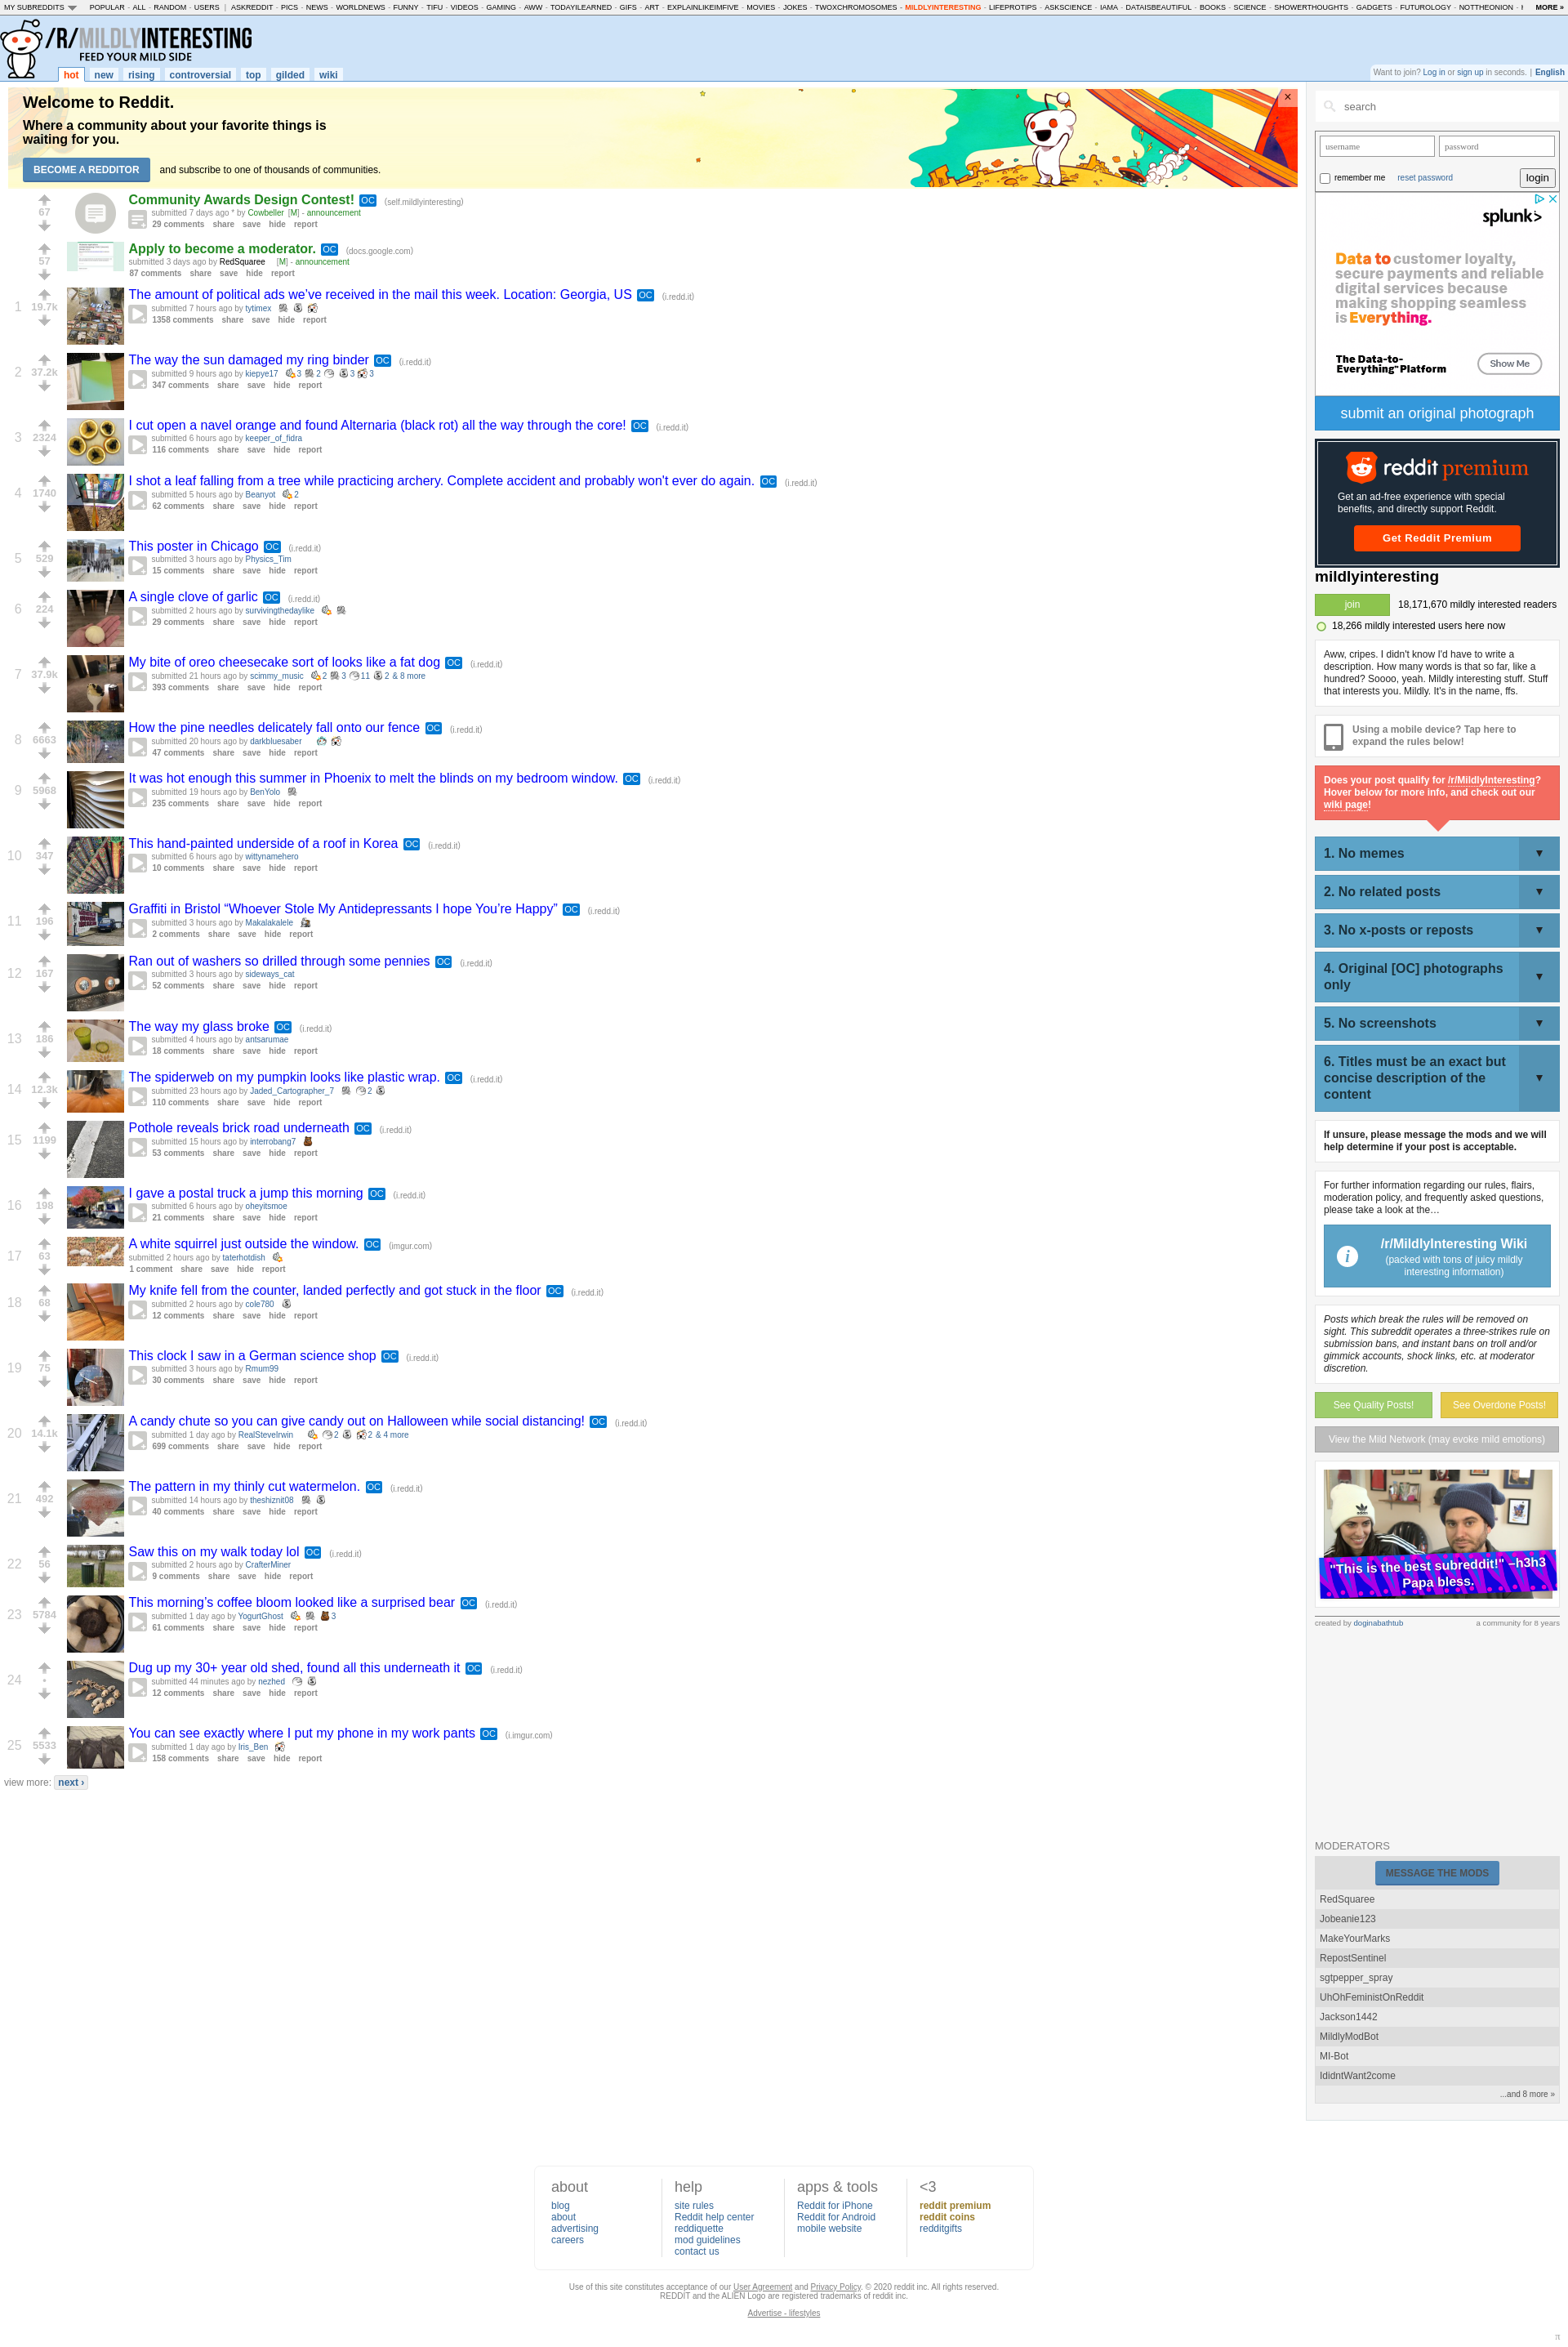 MY SUBREDDITS POPULAR - ALL - RANDOM - USERS | ASKREDDIT - PICS - NEWS - WORLDNEWS - FUNNY - TIFU - VIDEOS - GAMING - AWW - TODAYILEARNED - GIFS - ART - EXPLAINLIKEIMFIVE - MOVIES - JOKES - TWOXCHROMOSOMES - MILDLYINTERESTING - LIFEPROTIPS - ASKSCIENCE - IAMA - DATAISBEAUTIFUL - BOOKS - SCIENCE - SHOWERTHOUGHTS - GADGETS - FUTUROLOGY - NOTTHEONION - MORE »
/R/MILDLYINTERESTING
FEED YOUR MILD SIDE
hot new rising controversial top gilded wiki
Want to join? Log in or sign up in seconds. | English
Welcome to Reddit.
Where a community about your favorite things is
waiting for you.
BECOME A REDDITOR and subscribe to one of thousands of communities.
×
67
Community Awards Design Contest! OC (self.mildlyinteresting)
submitted 7 days ago * by Cowbeller [M] - announcement
29 comments share save hide report
57
Apply to become a moderator. OC (docs.google.com)
submitted 3 days ago by RedSquaree [M] - announcement
87 comments share save hide report
1 19.7k
The amount of political ads we’ve received in the mail this week. Location: Georgia, US OC (i.redd.it)
submitted 7 hours ago by tytimex
1358 comments share save hide report
2 37.2k
The way the sun damaged my ring binder OC (i.redd.it)
submitted 9 hours ago by kiepye17 3 2 3 3
347 comments share save hide report
3 2324
I cut open a navel orange and found Alternaria (black rot) all the way through the core! OC (i.redd.it)
submitted 6 hours ago by keeper_of_fidra
116 comments share save hide report
4 1740
I shot a leaf falling from a tree while practicing archery. Complete accident and probably won't ever do again. OC (i.redd.it)
submitted 5 hours ago by Beanyot 2
62 comments share save hide report
5 529
This poster in Chicago OC (i.redd.it)
submitted 3 hours ago by Physics_Tim
15 comments share save hide report
6 224
A single clove of garlic OC (i.redd.it)
submitted 2 hours ago by survivingthedaylike
29 comments share save hide report
7 37.9k
My bite of oreo cheesecake sort of looks like a fat dog OC (i.redd.it)
submitted 21 hours ago by scimmy_music 2 3 11 2 & 8 more
393 comments share save hide report
8 6663
How the pine needles delicately fall onto our fence OC (i.redd.it)
submitted 20 hours ago by darkbluesaber
47 comments share save hide report
9 5968
It was hot enough this summer in Phoenix to melt the blinds on my bedroom window. OC (i.redd.it)
submitted 19 hours ago by BenYolo
235 comments share save hide report
10 347
This hand-painted underside of a roof in Korea OC (i.redd.it)
submitted 6 hours ago by wittynamehero
10 comments share save hide report
11 196
Graffiti in Bristol “Whoever Stole My Antidepressants I hope You’re Happy” OC (i.redd.it)
submitted 3 hours ago by Makalakalele
2 comments share save hide report
12 167
Ran out of washers so drilled through some pennies OC (i.redd.it)
submitted 3 hours ago by sideways_cat
52 comments share save hide report
13 186
The way my glass broke OC (i.redd.it)
submitted 4 hours ago by antsarumae
18 comments share save hide report
14 12.3k
The spiderweb on my pumpkin looks like plastic wrap. OC (i.redd.it)
submitted 23 hours ago by Jaded_Cartographer_7 2
110 comments share save hide report
15 1199
Pothole reveals brick road underneath OC (i.redd.it)
submitted 15 hours ago by interrobang7
53 comments share save hide report
16 198
I gave a postal truck a jump this morning OC (i.redd.it)
submitted 6 hours ago by oheyitsmoe
21 comments share save hide report
17 63
A white squirrel just outside the window. OC (imgur.com)
submitted 2 hours ago by taterhotdish
1 comment share save hide report
18 68
My knife fell from the counter, landed perfectly and got stuck in the floor OC (i.redd.it)
submitted 2 hours ago by cole780
12 comments share save hide report
19 75
This clock I saw in a German science shop OC (i.redd.it)
submitted 3 hours ago by Rmum99
30 comments share save hide report
20 14.1k
A candy chute so you can give candy out on Halloween while social distancing! OC (i.redd.it)
submitted 1 day ago by RealSteveIrwin 2 2 & 4 more
699 comments share save hide report
21 492
The pattern in my thinly cut watermelon. OC (i.redd.it)
submitted 14 hours ago by theshiznit08
40 comments share save hide report
22 56
Saw this on my walk today lol OC (i.redd.it)
submitted 2 hours ago by CrafterMiner
9 comments share save hide report
23 5784
This morning’s coffee bloom looked like a surprised bear OC (i.redd.it)
submitted 1 day ago by YogurtGhost 3
61 comments share save hide report
24 •
Dug up my 30+ year old shed, found all this underneath it OC (i.redd.it)
submitted 44 minutes ago by nezhed
12 comments share save hide report
25 5533
You can see exactly where I put my phone in my work pants OC (i.imgur.com)
submitted 1 day ago by Iris_Ben
158 comments share save hide report
view more: next ›
search
username password
remember me reset password login
splunk>
Data to customer loyalty,
secure payments and reliable
digital services because
making shopping seamless
is Everything.
The Data-to-
Everything™ Platform
Show Me
submit an original photograph
reddit premium
Get an ad-free experience with special
benefits, and directly support Reddit.
Get Reddit Premium
mildlyinteresting
join 18,171,670 mildly interested readers
18,266 mildly interested users here now
Aww, cripes. I didn't know I'd have to write a
description. How many words is that so far, like a
hundred? Soooo, yeah. Mildly interesting stuff. Stuff
that interests you. Mildly. It's in the name, ffs.
Using a mobile device? Tap here to
expand the rules below!
Does your post qualify for /r/MildlyInteresting?
Hover below for more info, and check out our
wiki page!
1. No memes ▼
2. No related posts ▼
3. No x-posts or reposts ▼
4. Original [OC] photographs
only ▼
5. No screenshots ▼
6. Titles must be an exact but
concise description of the
content ▼
If unsure, please message the mods and we will
help determine if your post is acceptable.
For further information regarding our rules, flairs,
moderation policy, and frequently asked questions,
please take a look at the…
i
/r/MildlyInteresting Wiki
(packed with tons of juicy mildly
interesting information)
Posts which break the rules will be removed on
sight. This subreddit operates a three-strikes rule on
submission bans, and instant bans on troll and/or
gimmick accounts, shock links, etc. at moderator
discretion.
See Quality Posts! See Overdone Posts!
View the Mild Network (may evoke mild emotions)
"This is the best subreddit!" –h3h3
Papa bless.
created by doginabathtub a community for 8 years
MODERATORS
MESSAGE THE MODS
RedSquaree
Jobeanie123
MakeYourMarks
RepostSentinel
sgtpepper_spray
UhOhFeministOnReddit
Jackson1442
MildlyModBot
MI-Bot
IdidntWant2come
...and 8 more »
about
blog
about
advertising
careers
help
site rules
Reddit help center
reddiquette
mod guidelines
contact us
apps & tools
Reddit for iPhone
Reddit for Android
mobile website
<3
reddit premium
reddit coins
redditgifts
Use of this site constitutes acceptance of our User Agreement and Privacy Policy. © 2020 reddit inc. All rights reserved.
REDDIT and the ALIEN Logo are registered trademarks of reddit inc.
Advertise - lifestyles
π